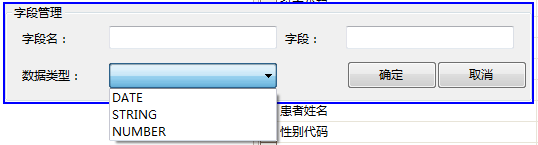 字段管理
字段名：
字段：
数据类型：
确定
取消
DATE
STRING
NUMBER
患者姓名
性别代码